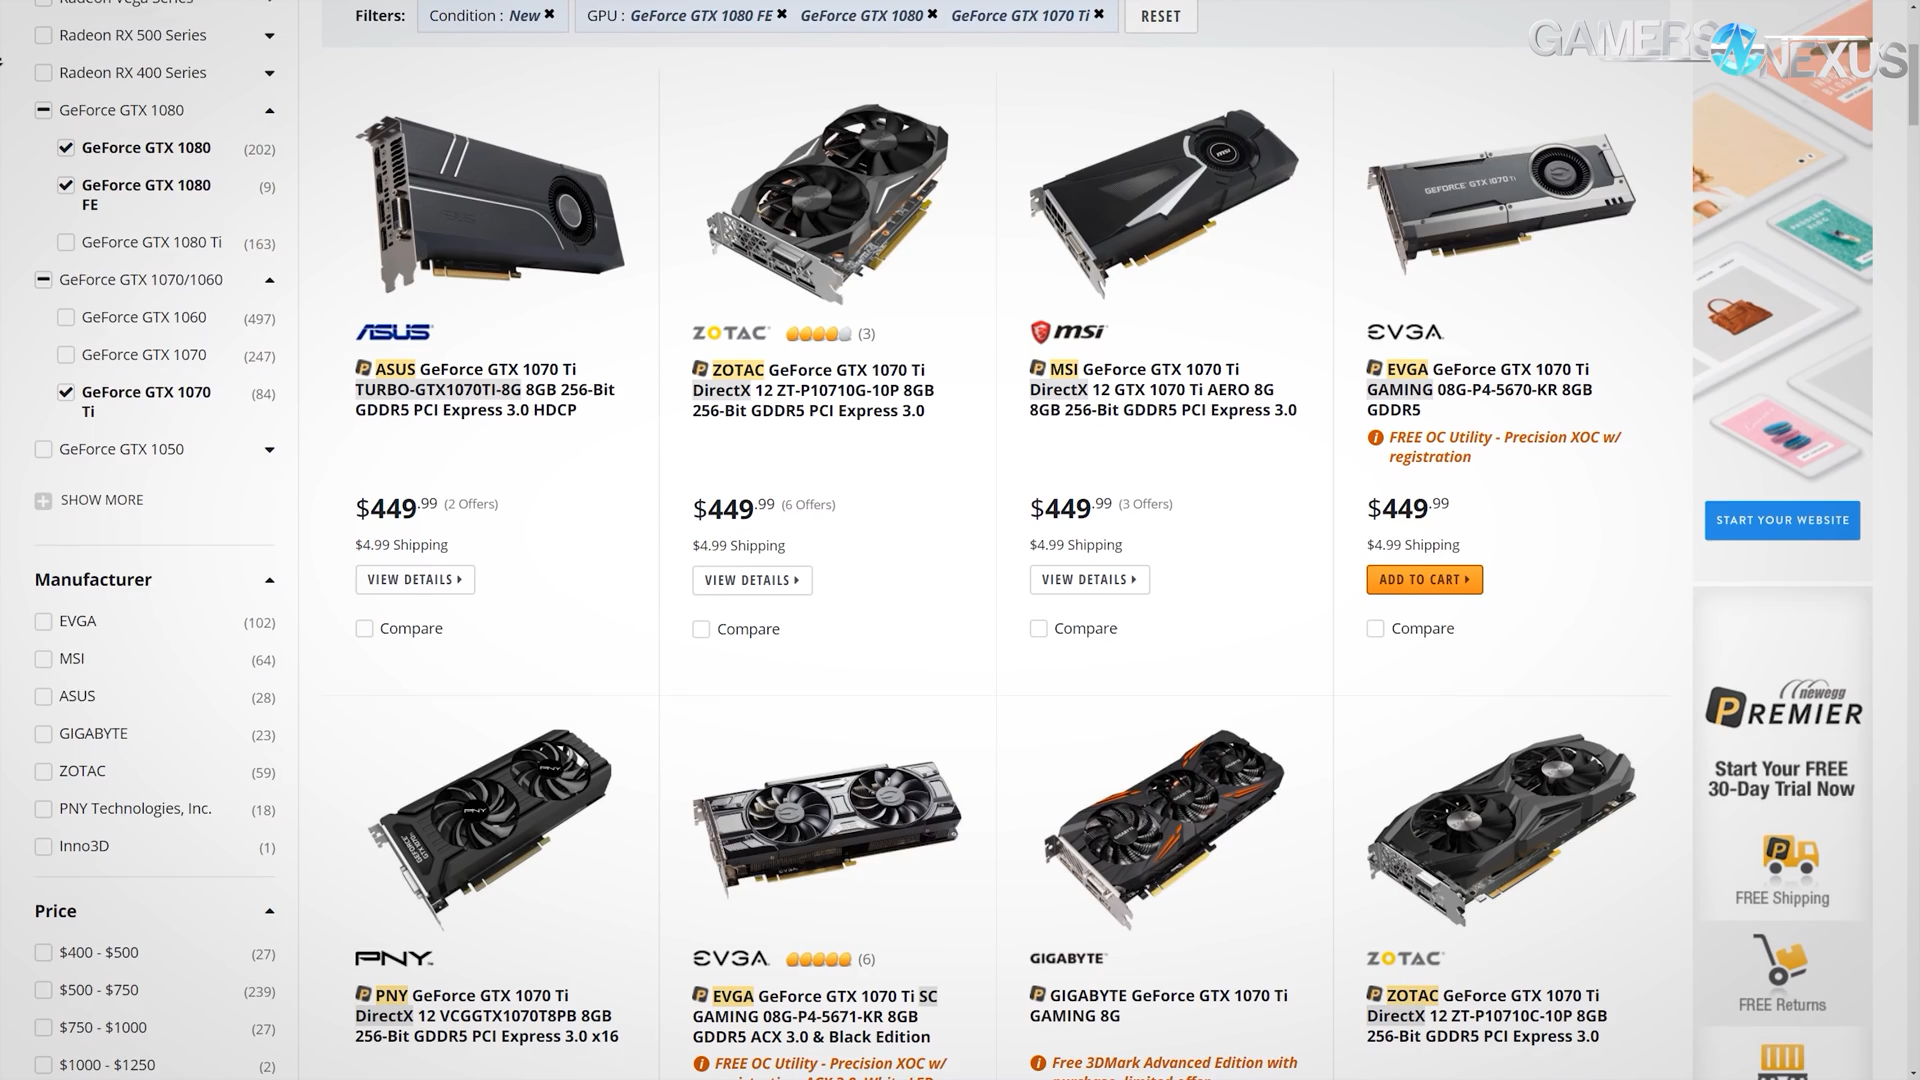 Radeon Vega Series
Radeon RX 500 Series
Radeon RX 400 Series
GeForce GTX 1080
GeForce GTX 1080 (202)
GeForce GTX 1080 (9)
FE
GeForce GTX 1080 Ti (163)
GeForce GTX 1070/1060
GeForce GTX 1060 (497)
GeForce GTX 1070 (247)
GeForce GTX 1070 (84)
Ti
GeForce GTX 1050
SHOW MORE
Manufacturer
EVGA (102)
MSI (64)
ASUS (28)
GIGABYTE (23)
ZOTAC (59)
PNY Technologies, Inc. (18)
Inno3D (1)
Price
$400 - $500 (27)
$500 - $750 (239)
$750 - $1000 (27)
$1000 - $1250 (2)
Filters: Condition : New GPU : GeForce GTX 1080 FE GeForce GTX 1080 GeForce GTX 1070 Ti RESET
ASUS
ASUS GeForce GTX 1070 Ti
TURBO-GTX1070TI-8G 8GB 256-Bit
GDDR5 PCI Express 3.0 HDCP
$449.99 (2 Offers)
$4.99 Shipping
VIEW DETAILS
Compare
ZOTAC (3)
ZOTAC GeForce GTX 1070 Ti
DirectX 12 ZT-P10710G-10P 8GB
256-Bit GDDR5 PCI Express 3.0
$449.99 (6 Offers)
$4.99 Shipping
VIEW DETAILS
Compare
msi
msi
MSI GeForce GTX 1070 Ti
DirectX 12 GTX 1070 Ti AERO 8G
8GB 256-Bit GDDR5 PCI Express 3.0
$449.99 (3 Offers)
$4.99 Shipping
VIEW DETAILS
Compare
GEFORCE GTX 1070 Ti
EVGA
EVGA GeForce GTX 1070 Ti
GAMING 08G-P4-5670-KR 8GB
GDDR5
FREE OC Utility - Precision XOC w/
registration
$449.99
$4.99 Shipping
ADD TO CART
Compare
PNY
PNY
GEFORCE GTX
PNY
PNY GeForce GTX 1070 Ti
DirectX 12 VCGGTX1070T8PB 8GB
256-Bit GDDR5 PCI Express 3.0 x16
EVGA
EVGA (6)
EVGA GeForce GTX 1070 Ti SC
GAMING 08G-P4-5671-KR 8GB
GDDR5 ACX 3.0 & Black Edition
FREE OC Utility - Precision XOC w/
GIGABYTE
GIGABYTE GeForce GTX 1070 Ti
GAMING 8G
Free 3DMark Advanced Edition with
ZOTAC
ZOTAC GeForce GTX 1070 Ti
DirectX 12 ZT-P10710C-10P 8GB
256-Bit GDDR5 PCI Express 3.0
GAMERS NEXUS
START YOUR WEBSITE
newegg
PREMIER
Start Your FREE
30-Day Trial Now
FREE Shipping
FREE Returns